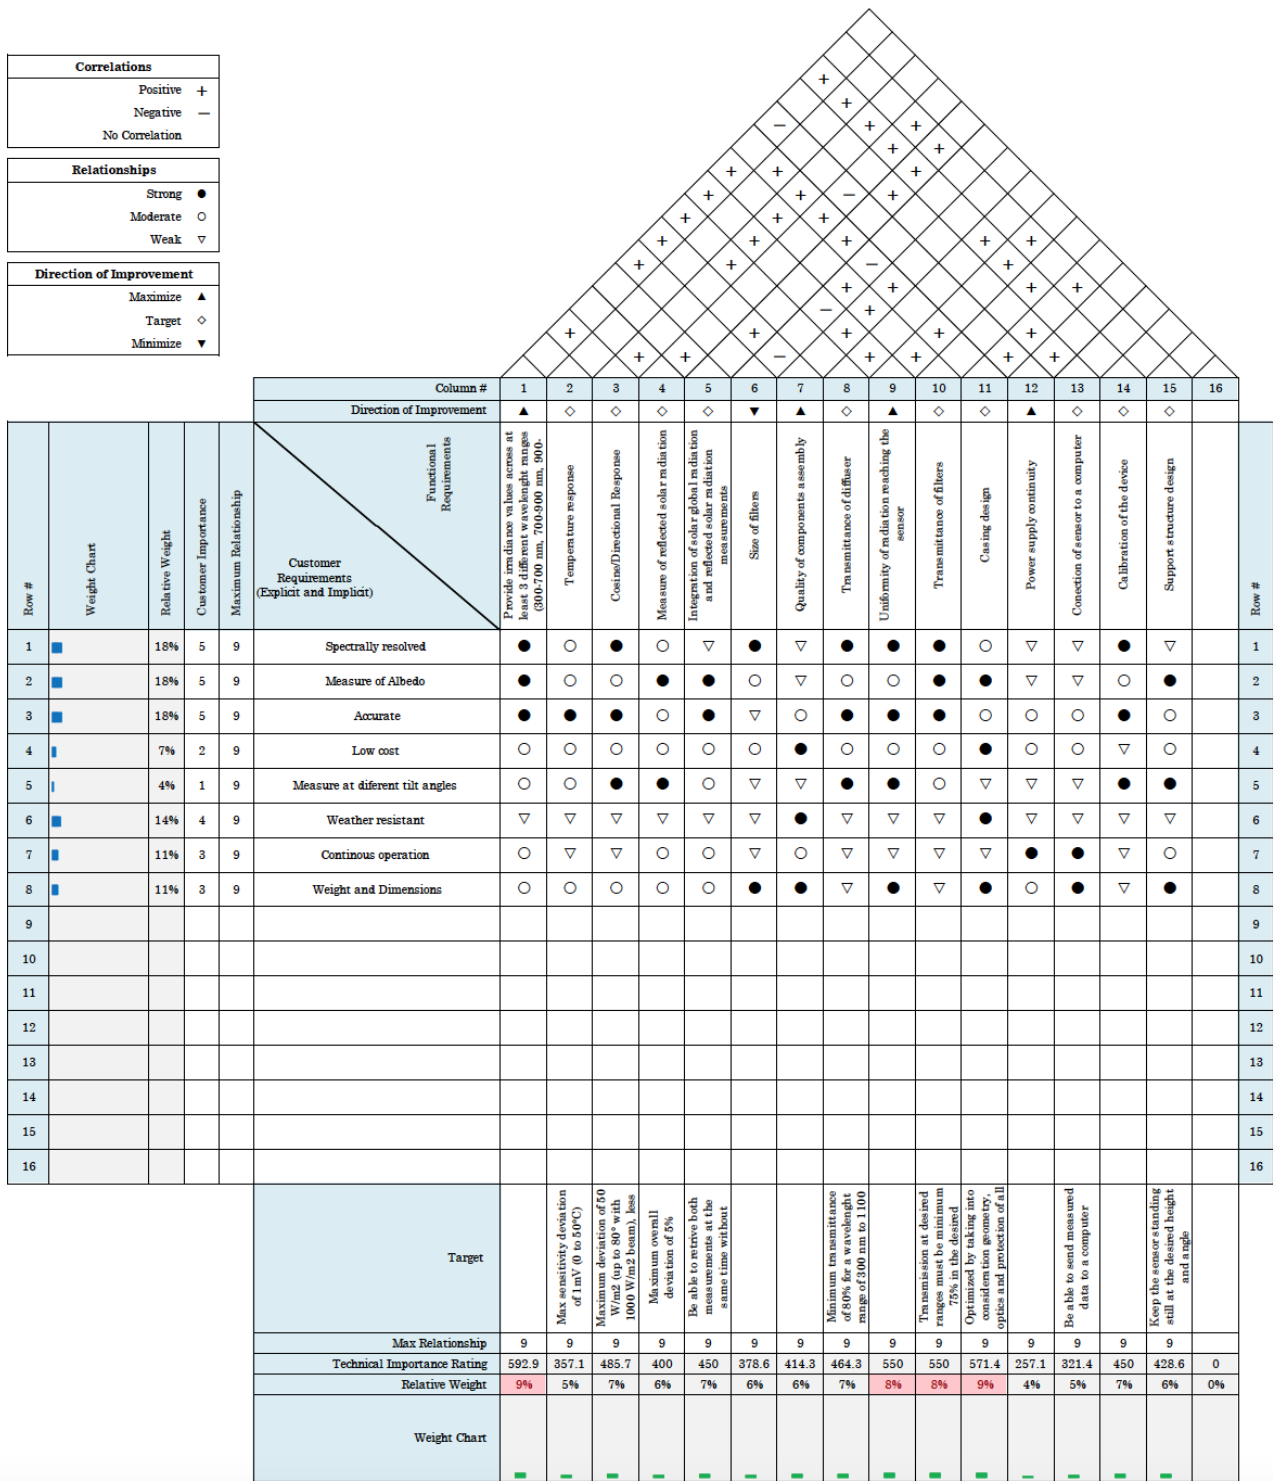 +
+
− + +
+ +
+ + +
+ + − +
+ + +
+ + + + +
+ + − +
+ + + +
− +
+ + + + +
+ + − + + + +
Correlations
Positive +
Negative −
No Correlation
Relationships
Strong ●
Moderate ○
Weak ▽
Direction of Improvement
Maximize ▲
Target ◇
Minimize ▼
Column # 1 2 3 4 5 6 7 8 9 10 11 12 13 14 15 16
Direction of Improvement ▲ ◇ ◇ ◇ ◇ ▼ ▲ ◇ ▲ ◇ ◇ ▲ ◇ ◇ ◇
Row #
Weight Chart
Relative Weight
Customer Importance
Maximum Relationship
Functional
Requirements
Customer
Requirements
(Explicit and Implicit)
Provide irradiance values across at
least 3 different wavelenght ranges
(300-700 nm, 700-900 nm, 900-
Temperature response
Cosine/Directional Response
Measure of reflected solar radiation
Integration of solar global radiation
and reflected solar radiation
measurements
Size of filters
Quality of components assembly
Transmittance of diffuser
Uniformity of radiation reaching the
sensor
Transmittance of filters
Casing design
Power supply continuity
Conection of sensor to a computer
Calibration of the device
Support structure design
Row #
1 18% 5 9 Spectrally resolved ● ○ ● ○ ▽ ● ▽ ● ● ● ○ ▽ ▽ ● ▽ 1
2 18% 5 9 Measure of Albedo ● ○ ○ ● ● ○ ▽ ○ ○ ● ● ▽ ▽ ○ ● 2
3 18% 5 9 Accurate ● ● ● ○ ● ▽ ○ ● ● ● ○ ○ ○ ● ○ 3
4 7% 2 9 Low cost ○ ○ ○ ○ ○ ○ ● ○ ○ ○ ● ○ ○ ▽ ○ 4
5 4% 1 9 Measure at diferent tilt angles ○ ○ ● ● ○ ▽ ▽ ● ● ○ ▽ ▽ ▽ ● ● 5
6 14% 4 9 Weather resistant ▽ ▽ ▽ ▽ ▽ ▽ ● ▽ ▽ ▽ ● ▽ ▽ ▽ ▽ 6
7 11% 3 9 Continous operation ○ ▽ ▽ ○ ○ ▽ ○ ▽ ▽ ▽ ▽ ● ● ▽ ○ 7
8 11% 3 9 Weight and Dimensions ○ ○ ○ ○ ○ ● ● ▽ ● ▽ ● ○ ● ▽ ● 8
9 9
10 10
11 11
12 12
13 13
14 14
15 15
16 16
Target
Max sensitivity deviation
of 1mV (0 to 50°C)
Maximum deviation of 50
W/m2 (up to 80° with
1000 W/m2 beam), less
Maximum overall
deviation of 5%
Be able to retrive both
measurements at the
same time without
Minimum transmittance
of 80% for a wavelenght
range of 300 nm to 1100
Transmission at desired
ranges must be minimum
75% in the desired
Optimized by taking into
consideration geometry,
optics and protection of all
Be able to send measured
data to a computer
Keep the sensor standing
still at the desired height
and angle
Max Relationship 9 9 9 9 9 9 9 9 9 9 9 9 9 9 9
Technical Importance Rating 592.9 357.1 485.7 400 450 378.6 414.3 464.3 550 550 571.4 257.1 321.4 450 428.6 0
Relative Weight 9% 5% 7% 6% 7% 6% 6% 7% 8% 8% 9% 4% 5% 7% 6% 0%
Weight Chart